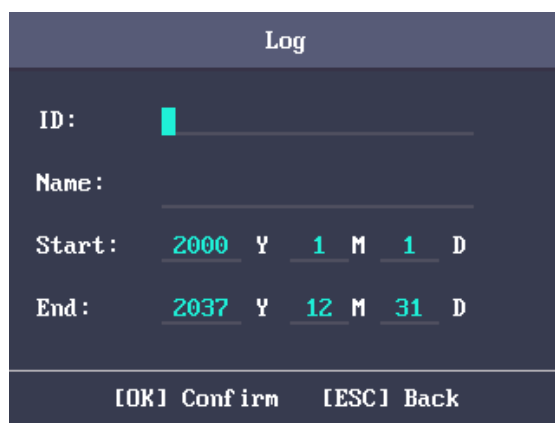 Log
ID:
Name:
Start: 2000 Y 1 M 1 D
End: 2037 Y 12 M 31 D
[OK] Confirm [ESC] Back